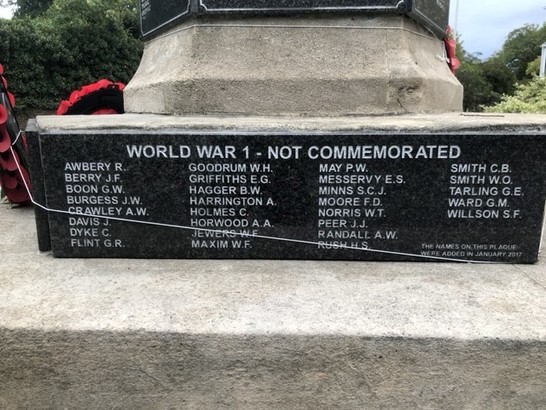 WORLD WAR 1 - NOT COMMEMORATED
AWBERY R.
BERRY J.F.
BOON G.W.
BURGESS J.W.
CRAWLEY A.W.
DAVIS J.
DYKE C.
FLINT G.R.
GOODRUM W.H.
GRIFFITHS E.G.
HAGGER B.W.
HARRINGTON A.
HOLMES C.
HORWOOD A.A.
JEWERS W.F.
MAXIM W.F.
MAY P.W.
MESSERVY E.S.
MINNS S.C.J.
MOORE F.D.
NORRIS W.T.
PEER J.J.
RANDALL A.W.
RUSH H.S.
SMITH C.B.
SMITH W.O.
TARLING G.E.
WARD G.M.
WILLSON S.F.
THE NAMES ON THIS PLAQUE
WERE ADDED IN JANUARY 2017